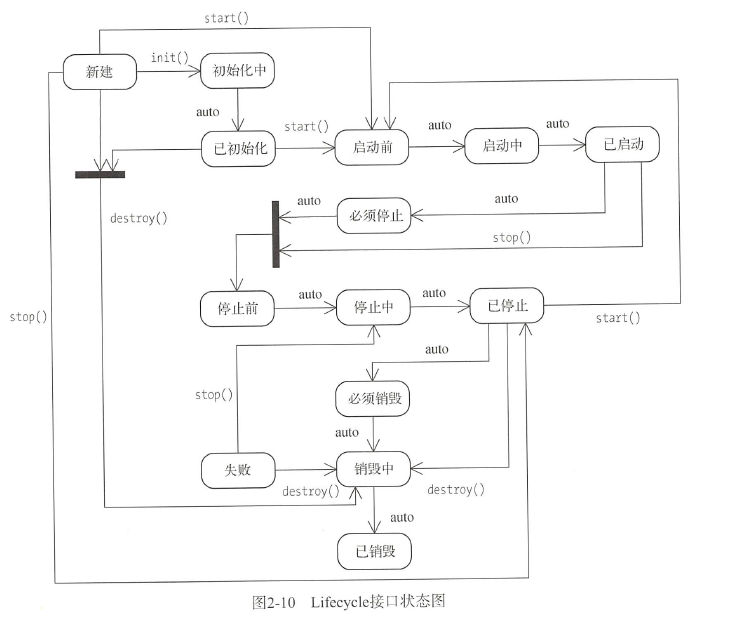 start()
新建
init()
初始化中
auto
已初始化
start()
启动前
auto
启动中
auto
已启动
destroy()
auto
必须停止
auto
stop()
停止前
auto
停止中
auto
已停止
stop()
start()
auto
stop()
必须销毁
auto
失败
销毁中
destroy()
destroy()
auto
已销毁
图2-10 Lifecycle接口状态图